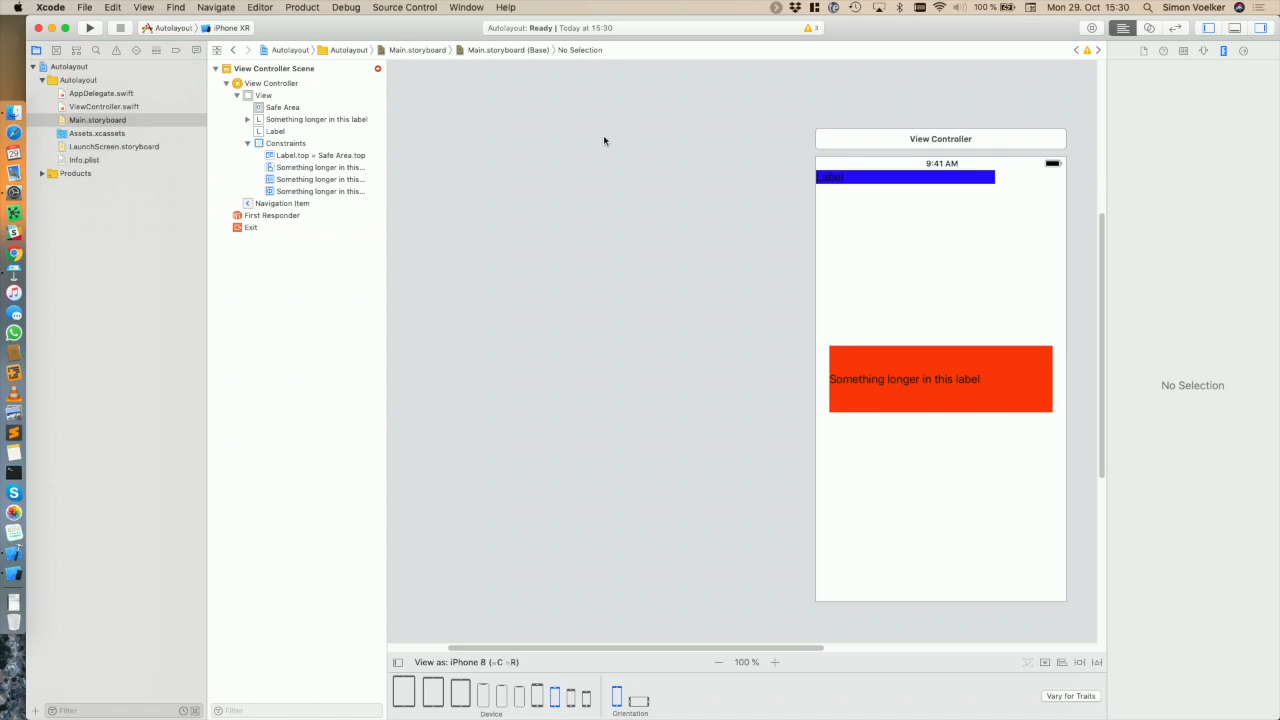 Xcode File Edit View Find Navigate Editor Product Debug Source Control Window Help 100 % Mon 29. Oct 15:30 Simon Voelker
Autolayout iPhone XR Autolayout: Ready | Today at 15:30 3
Autolayout Autolayout Main.storyboard Main.storyboard (Base) No Selection
Autolayout
Autolayout
AppDelegate.swift
ViewController.swift
Main.storyboard
Assets.xcassets
LaunchScreen.storyboard
Info.plist
Products
View Controller Scene
View Controller
View
Safe Area
L Something longer in this label
L Label
Constraints
Label.top = Safe Area.top
Something longer in this...
Something longer in this...
Something longer in this...
Navigation Item
First Responder
Exit
View Controller
9:41 AM
Label
Something longer in this label
No Selection
View as: iPhone 8 (wC hR)
100 %
Device
Orientation
Vary for Traits
Filter
Filter